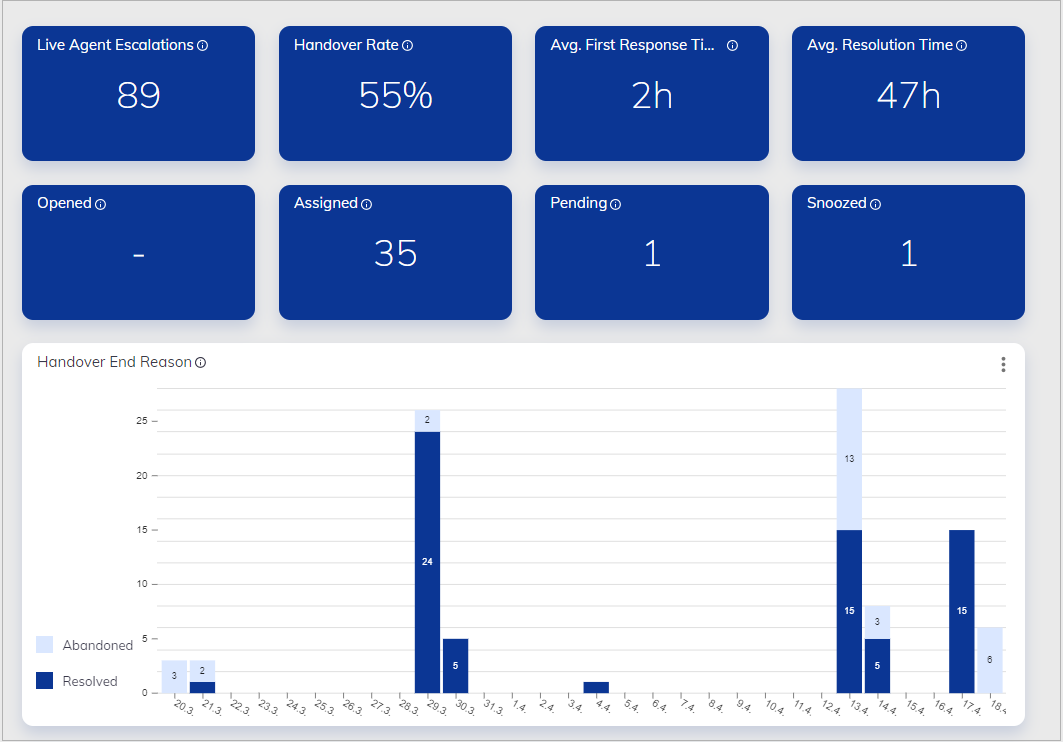 Live Agent Escalations
89
Handover Rate
55%
Avg. First Response Ti...
2h
Avg. Resolution Time
47h
Opened
-
Assigned
35
Pending
1
Snoozed
1
Handover End Reason
25
20
15
10
5
0
Abandoned
Resolved
3
2
2
24
5
13
15
3
5
15
6
20.3. 21.3. 22.3. 23.3. 24.3. 25.3. 26.3. 27.3. 28.3. 29.3. 30.3. 31.3. 1.4. 2.4. 3.4. 4.4. 5.4. 6.4. 7.4. 8.4. 9.4. 10.4. 11.4. 12.4. 13.4. 14.4. 15.4. 16.4. 17.4. 18.4